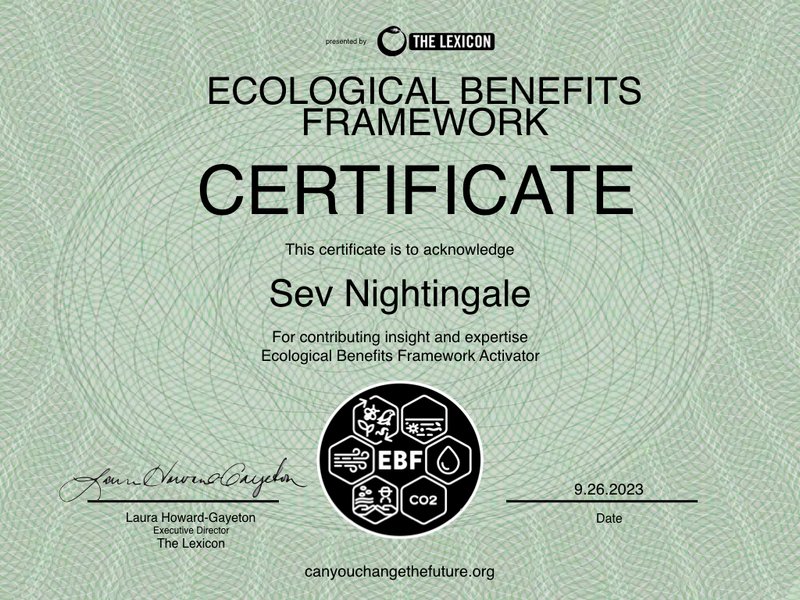 presented by THE LEXICON
ECOLOGICAL BENEFITS
FRAMEWORK
CERTIFICATE
This certificate is to acknowledge
Sev Nightingale
For contributing insight and expertise
Ecological Benefits Framework Activator
EBF
CO2
Laura Howard-Gayeton
9.26.2023
Laura Howard-Gayeton
Executive Director
The Lexicon
Date
canyouchangethefuture.org